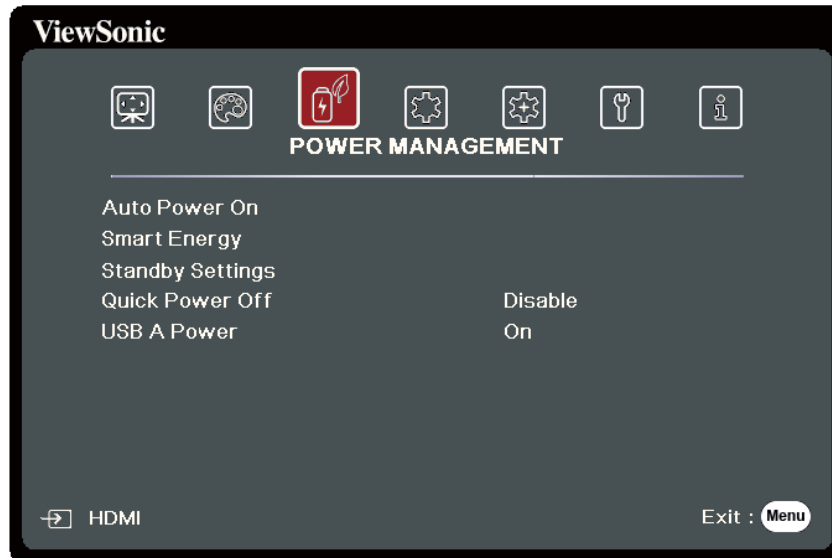 ViewSonic
POWER MANAGEMENT
Auto Power On
Smart Energy
Standby Settings
Quick Power Off Disable
USB A Power On
HDMI Exit : Menu